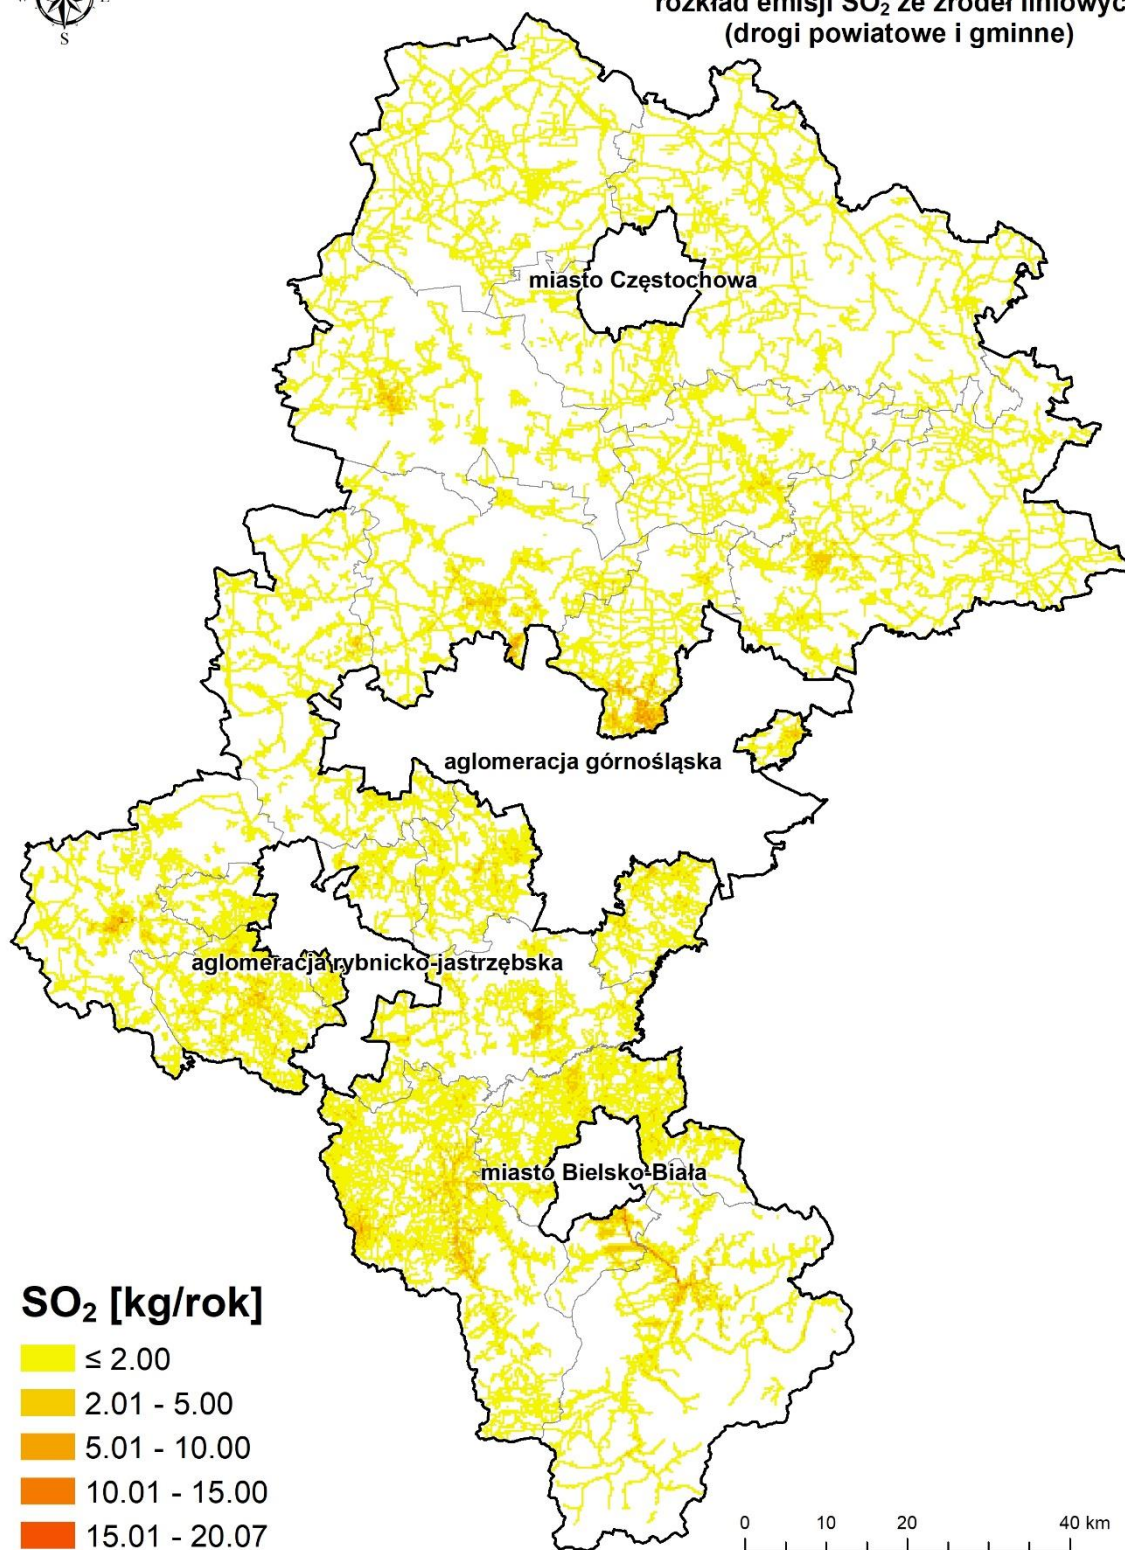 S
rozkład emisji SO₂ ze źródeł liniowych
(drogi powiatowe i gminne)
miasto Częstochowa
aglomeracja górnośląska
aglomeracja rybnicko-jastrzębska
miasto Bielsko-Biała
SO₂ [kg/rok]
≤ 2.00
2.01 - 5.00
5.01 - 10.00
10.01 - 15.00
15.01 - 20.07
0 10 20 40 km